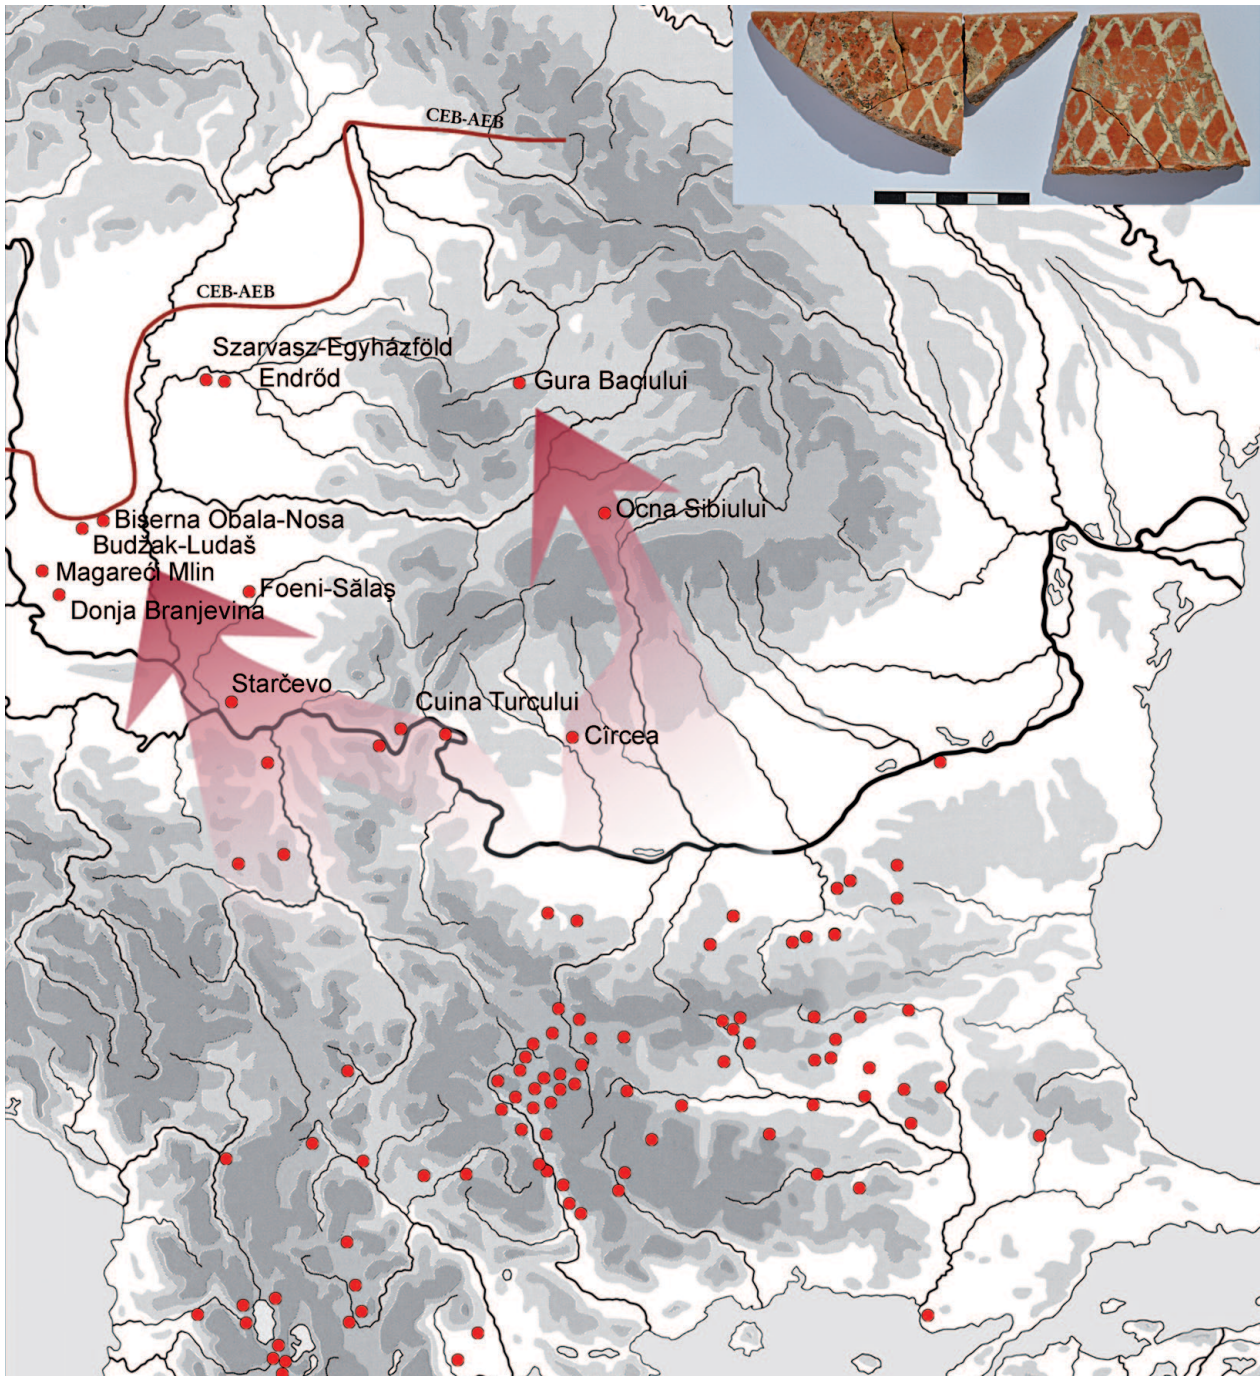 CEB-AEB
CEB-AEB
Szarvasz-Egyházföld
Endrőd
Gura Baciului
Ocna Sibiului
Biserna Obala-Nosa
Budžak-Ludaš
Magareći Mlin
Foeni-Sălaş
Donja Branjevina
Starčevo
Cuina Turcului
Cîrcea